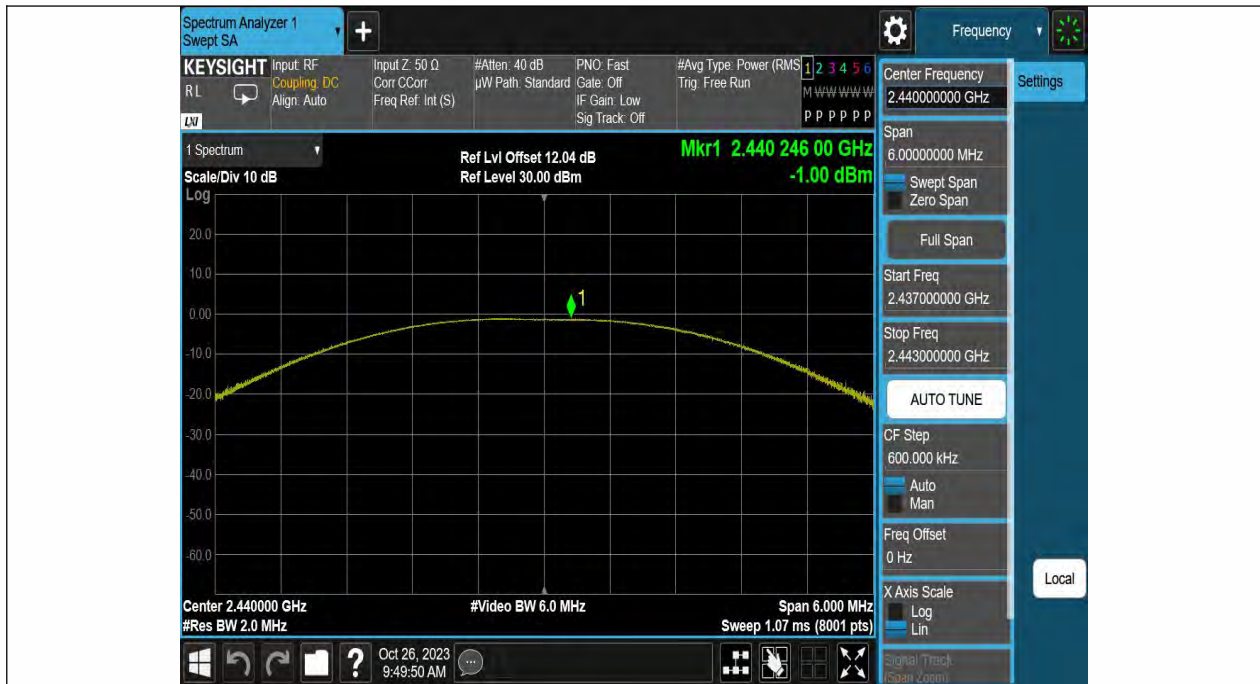 Spectrum Analyzer 1
Swept SA
+
Frequency
KEYSIGHT
R L
LXI
Input: RF
Coupling: DC
Align: Auto
Input Z: 50 Ω
Corr CCorr
Freq Ref: Int (S)
#Atten: 40 dB
µW Path: Standard
PNO: Fast
Gate: Off
IF Gain: Low
Sig Track: Off
#Avg Type: Power (RMS
Trig: Free Run
1 2 3 4 5 6
M W W W W W
P P P P P P
Center Frequency
2.440000000 GHz
Settings
Span
6.00000000 MHz
Swept Span
Zero Span
Full Span
Start Freq
2.437000000 GHz
Stop Freq
2.443000000 GHz
AUTO TUNE
CF Step
600.000 kHz
Auto
Man
Freq Offset
0 Hz
X Axis Scale
Log
Lin
Signal Track
(Span Zoom)
Local
1 Spectrum
Scale/Div 10 dB
Ref Lvl Offset 12.04 dB
Ref Level 30.00 dBm
Mkr1 2.440 246 00 GHz
-1.00 dBm
Log
20.0
10.0
0.00
-10.0
-20.0
-30.0
-40.0
-50.0
-60.0
1
Center 2.440000 GHz
#Res BW 2.0 MHz
#Video BW 6.0 MHz
Span 6.000 MHz
Sweep 1.07 ms (8001 pts)
?
Oct 26, 2023
9:49:50 AM